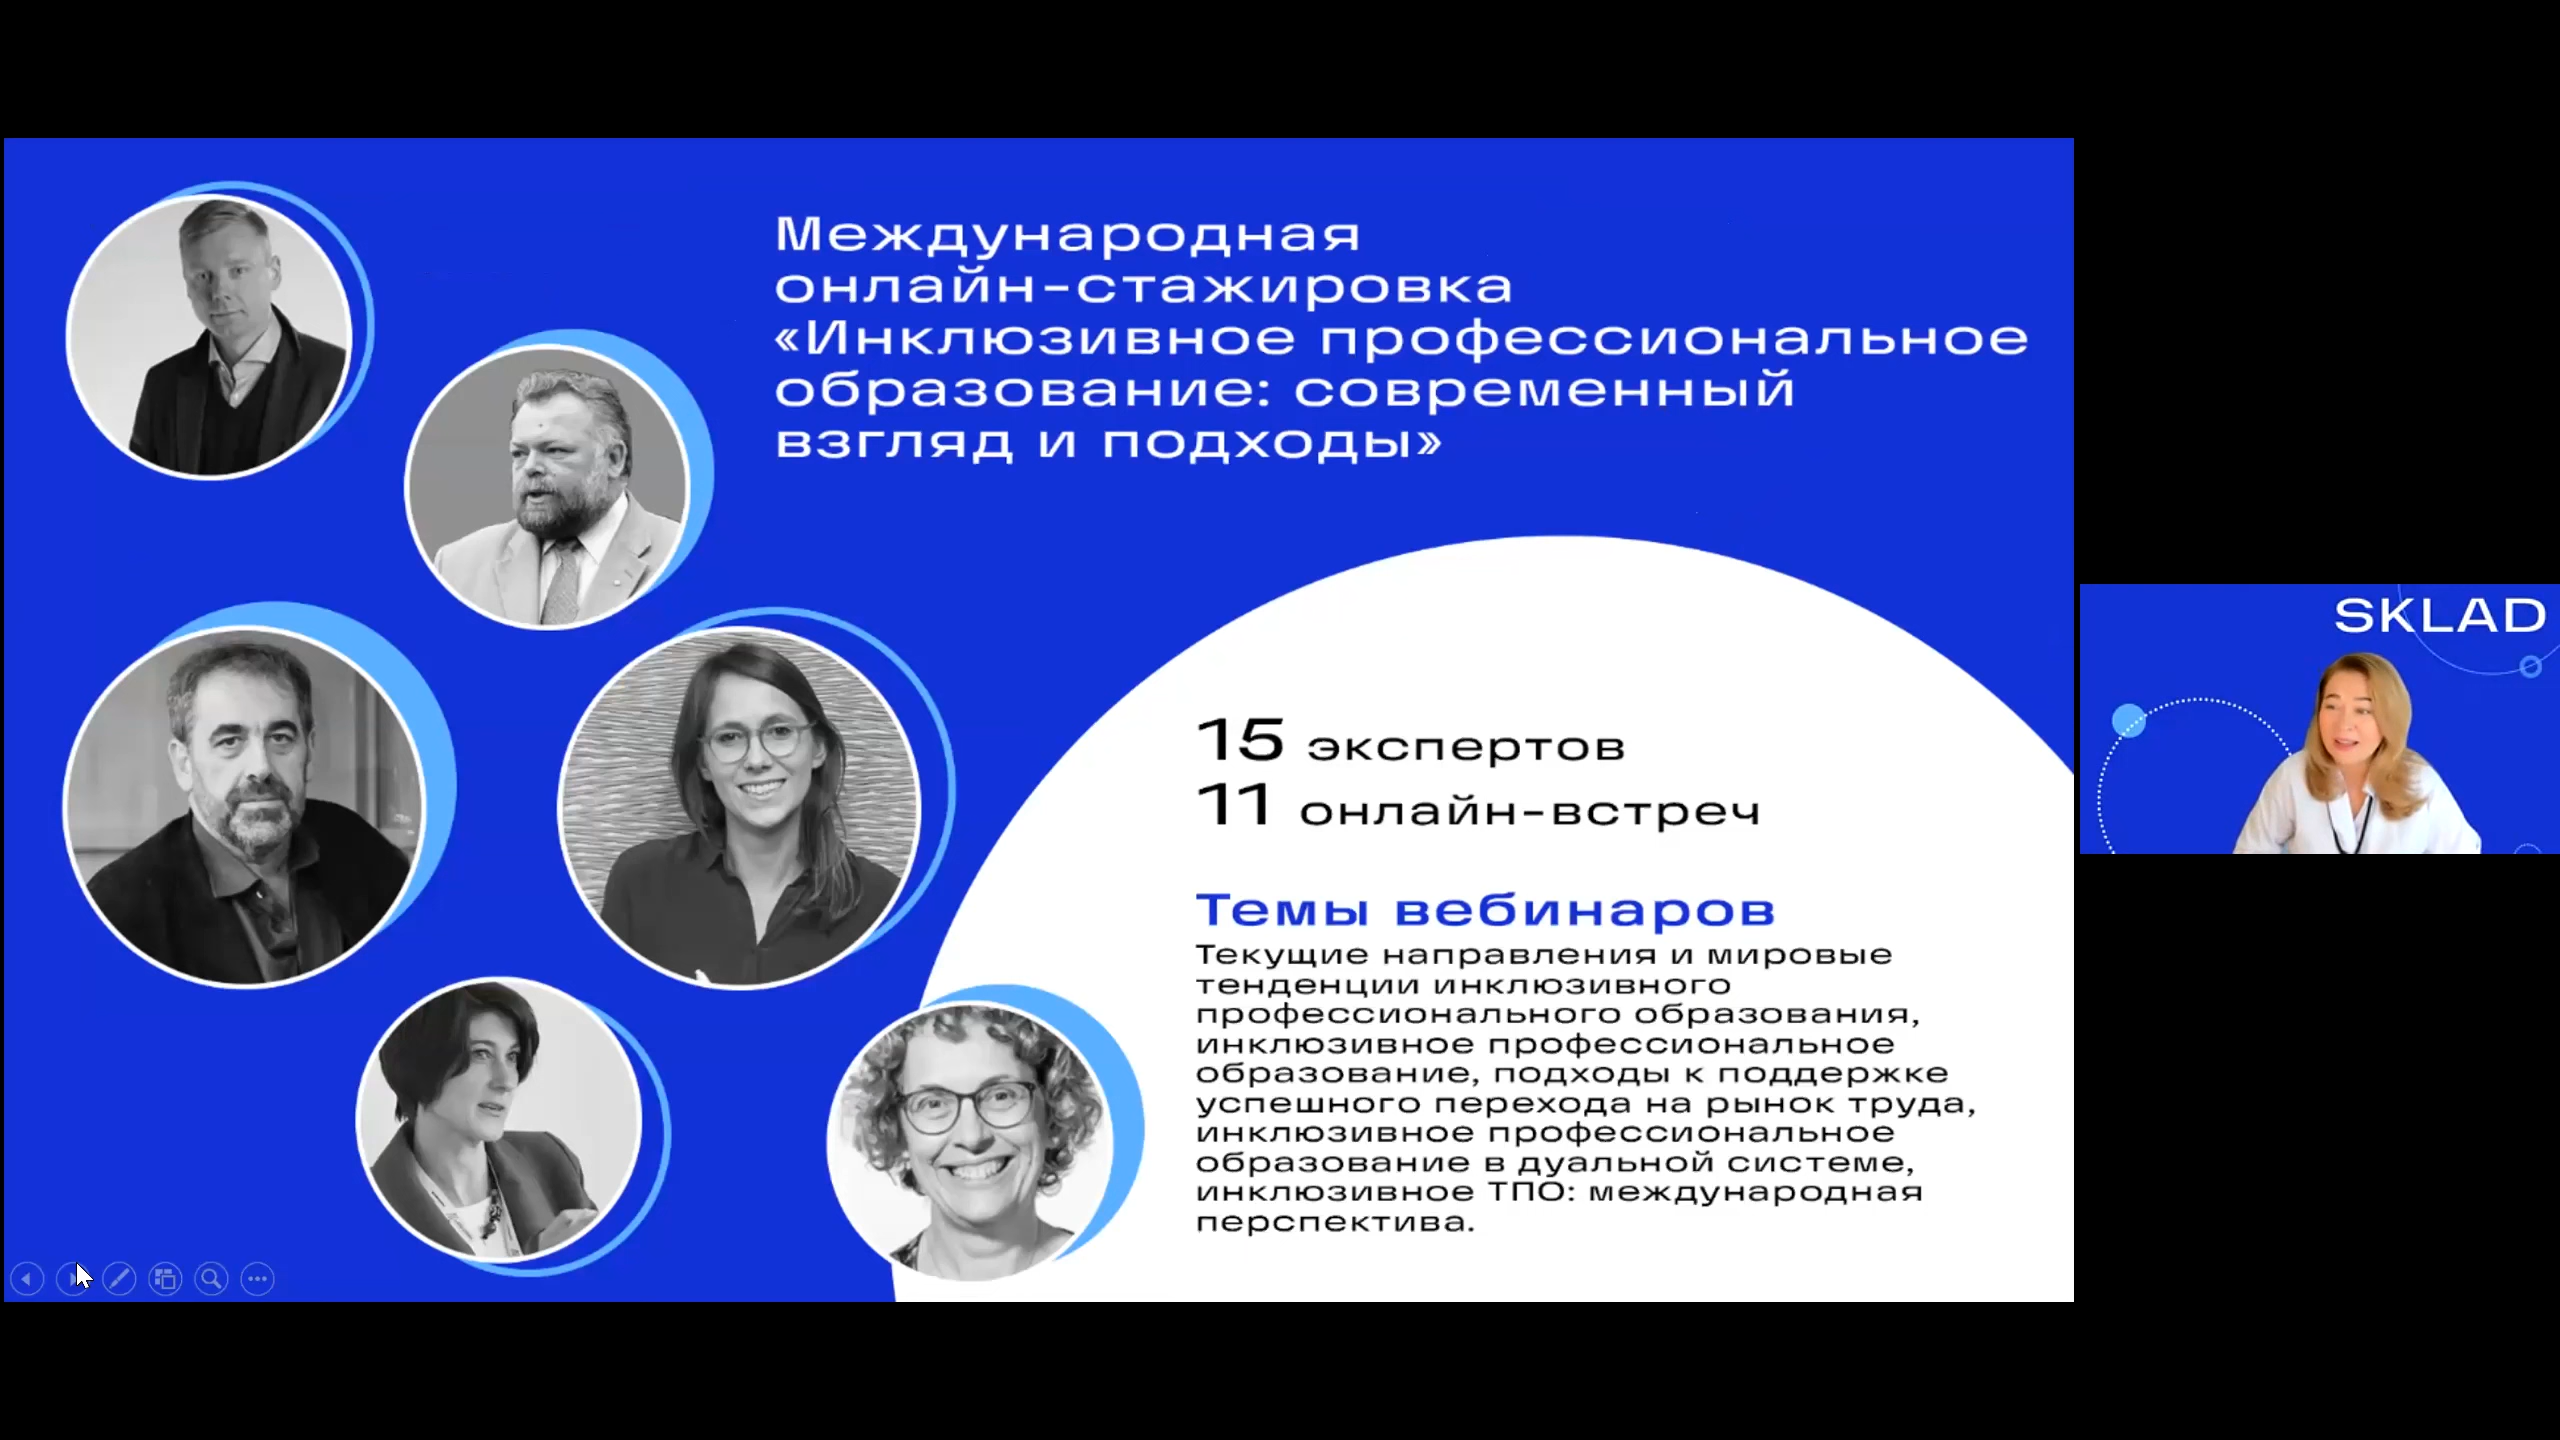 Международная
онлайн-стажировка
«Инклюзивное профессиональное
образование: современный
взгляд и подходы»
15 экспертов
11 онлайн-встреч
Темы вебинаров
Текущие направления и мировые
тенденции инклюзивного
профессионального образования,
инклюзивное профессиональное
образование, подходы к поддержке
успешного перехода на рынок труда,
инклюзивное профессиональное
образование в дуальной системе,
инклюзивное ТПО: международная
перспектива.
SKLAD